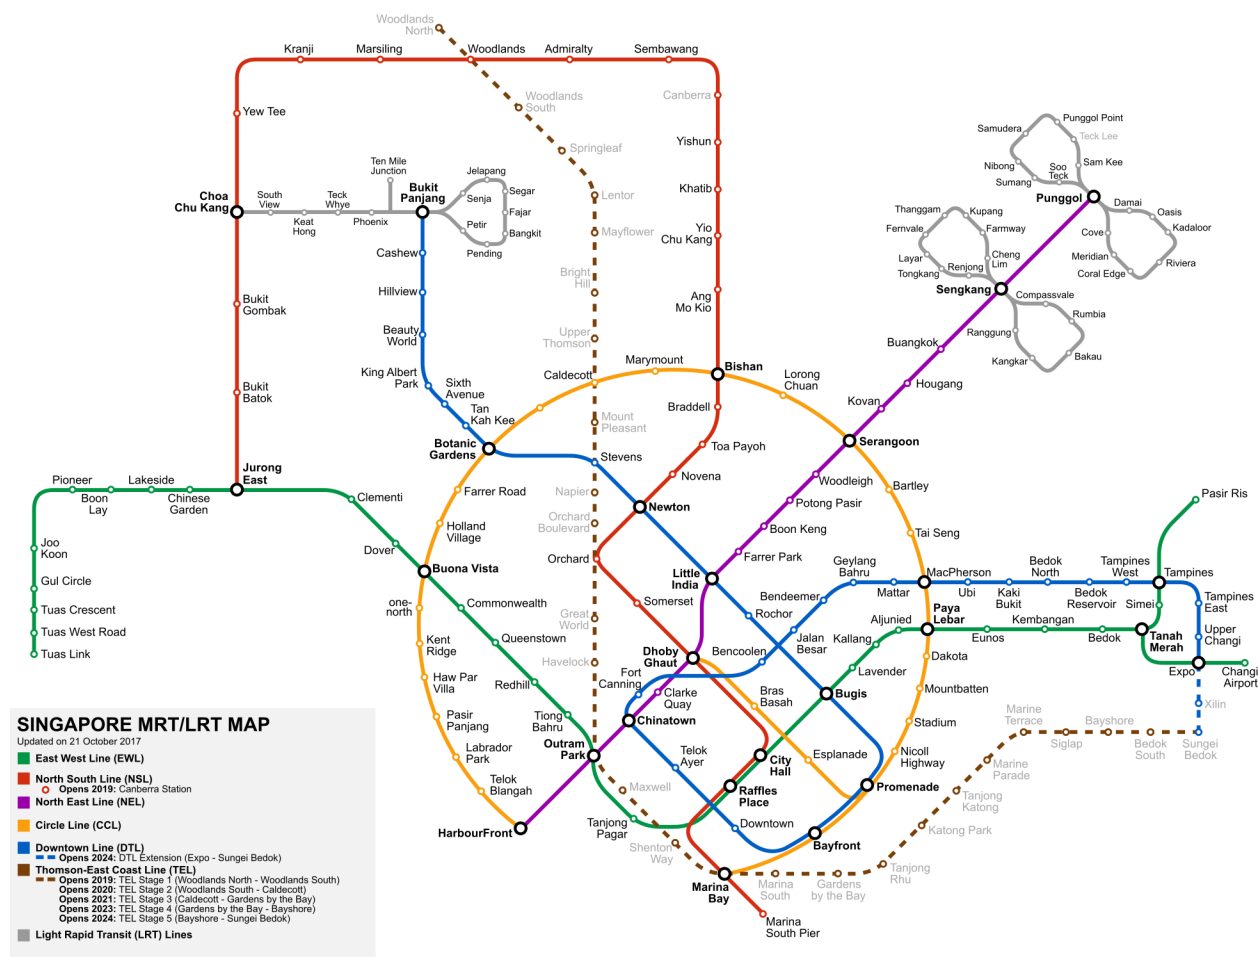 Woodlands
North
Kranji
Marsiling
Woodlands
Admiralty
Sembawang
Canberra
Woodlands
South
Yew Tee
Yishun
Springleaf
Khatib
Lentor
Yio
Chu Kang
Mayflower
Bright
Hill
Ang
Mo Kio
Upper
Thomson
Choa
Chu Kang
South
View
Keat
Hong
Teck
Whye
Phoenix
Ten Mile
Junction
Bukit
Panjang
Jelapang
Senja
Segar
Fajar
Petir
Bangkit
Pending
Cashew
Hillview
Beauty
World
King Albert
Park
Sixth
Avenue
Tan
Kah Kee
Botanic
Gardens
Bukit
Gombak
Bukit
Batok
Jurong
East
Samudera
Punggol Point
Teck Lee
Nibong
Soo
Teck
Sam Kee
Sumang
Punggol
Damai
Oasis
Cove
Kadaloor
Meridian
Coral Edge
Riviera
Thanggam
Kupang
Fernvale
Farmway
Layar
Cheng
Lim
Tongkang
Renjong
Sengkang
Compassvale
Rumbia
Ranggung
Bakau
Kangkar
Buangkok
Hougang
Kovan
Serangoon
Marymount
Bishan
Lorong
Chuan
Caldecott
Braddell
Mount
Pleasant
Toa Payoh
Stevens
Novena
Napier
Newton
Orchard
Boulevard
Orchard
Woodleigh
Potong Pasir
Boon Keng
Farrer Park
Little
India
Bartley
Tai Seng
Pioneer
Boon
Lay
Lakeside
Chinese
Garden
Clementi
Dover
Joo
Koon
Gul Circle
Tuas Crescent
Tuas West Road
Tuas Link
Farrer Road
Holland
Village
Buona Vista
one-
north
Commonwealth
Kent
Ridge
Queenstown
Haw Par
Villa
Redhill
Pasir
Panjang
Tiong
Bahru
Labrador
Park
Outram
Park
Telok
Blangah
HarbourFront
Somerset
Great
World
Havelock
Dhoby
Ghaut
Fort
Canning
Bencoolen
Clarke
Quay
Chinatown
Telok
Ayer
Bras
Basah
Esplanade
City
Hall
Raffles
Place
Maxwell
Tanjong
Pagar
Shenton
Way
Downtown
Marina
Bay
Marina
South Pier
Bayfront
Promenade
Nicoll
Highway
Stadium
Mountbatten
Dakota
Paya
Lebar
MacPherson
Geylang
Bahru
Mattar
Bendeemer
Rochor
Jalan
Besar
Kallang
Aljunied
Lavender
Bugis
Ubi
Kaki
Bukit
Bedok
North
Bedok
Reservoir
Tampines
West
Tampines
Pasir Ris
Simei
Tampines
East
Upper
Changi
Eunos
Kembangan
Bedok
Tanah
Merah
Expo
Changi
Airport
Xilin
Sungei
Bedok
Bedok
South
Bayshore
Siglap
Marine
Terrace
Marine
Parade
Tanjong
Katong
Katong Park
Tanjong
Rhu
Gardens
by the Bay
Marina
South
SINGAPORE MRT/LRT MAP
Updated on 21 October 2017
East West Line (EWL)
North South Line (NSL)
Opens 2019: Canberra Station
North East Line (NEL)
Circle Line (CCL)
Downtown Line (DTL)
Opens 2024: DTL Extension (Expo - Sungei Bedok)
Thomson-East Coast Line (TEL)
Opens 2019: TEL Stage 1 (Woodlands North - Woodlands South)
Opens 2020: TEL Stage 2 (Woodlands South - Caldecott)
Opens 2021: TEL Stage 3 (Caldecott - Gardens by the Bay)
Opens 2023: TEL Stage 4 (Gardens by the Bay - Bayshore)
Opens 2024: TEL Stage 5 (Bayshore - Sungei Bedok)
Light Rapid Transit (LRT) Lines